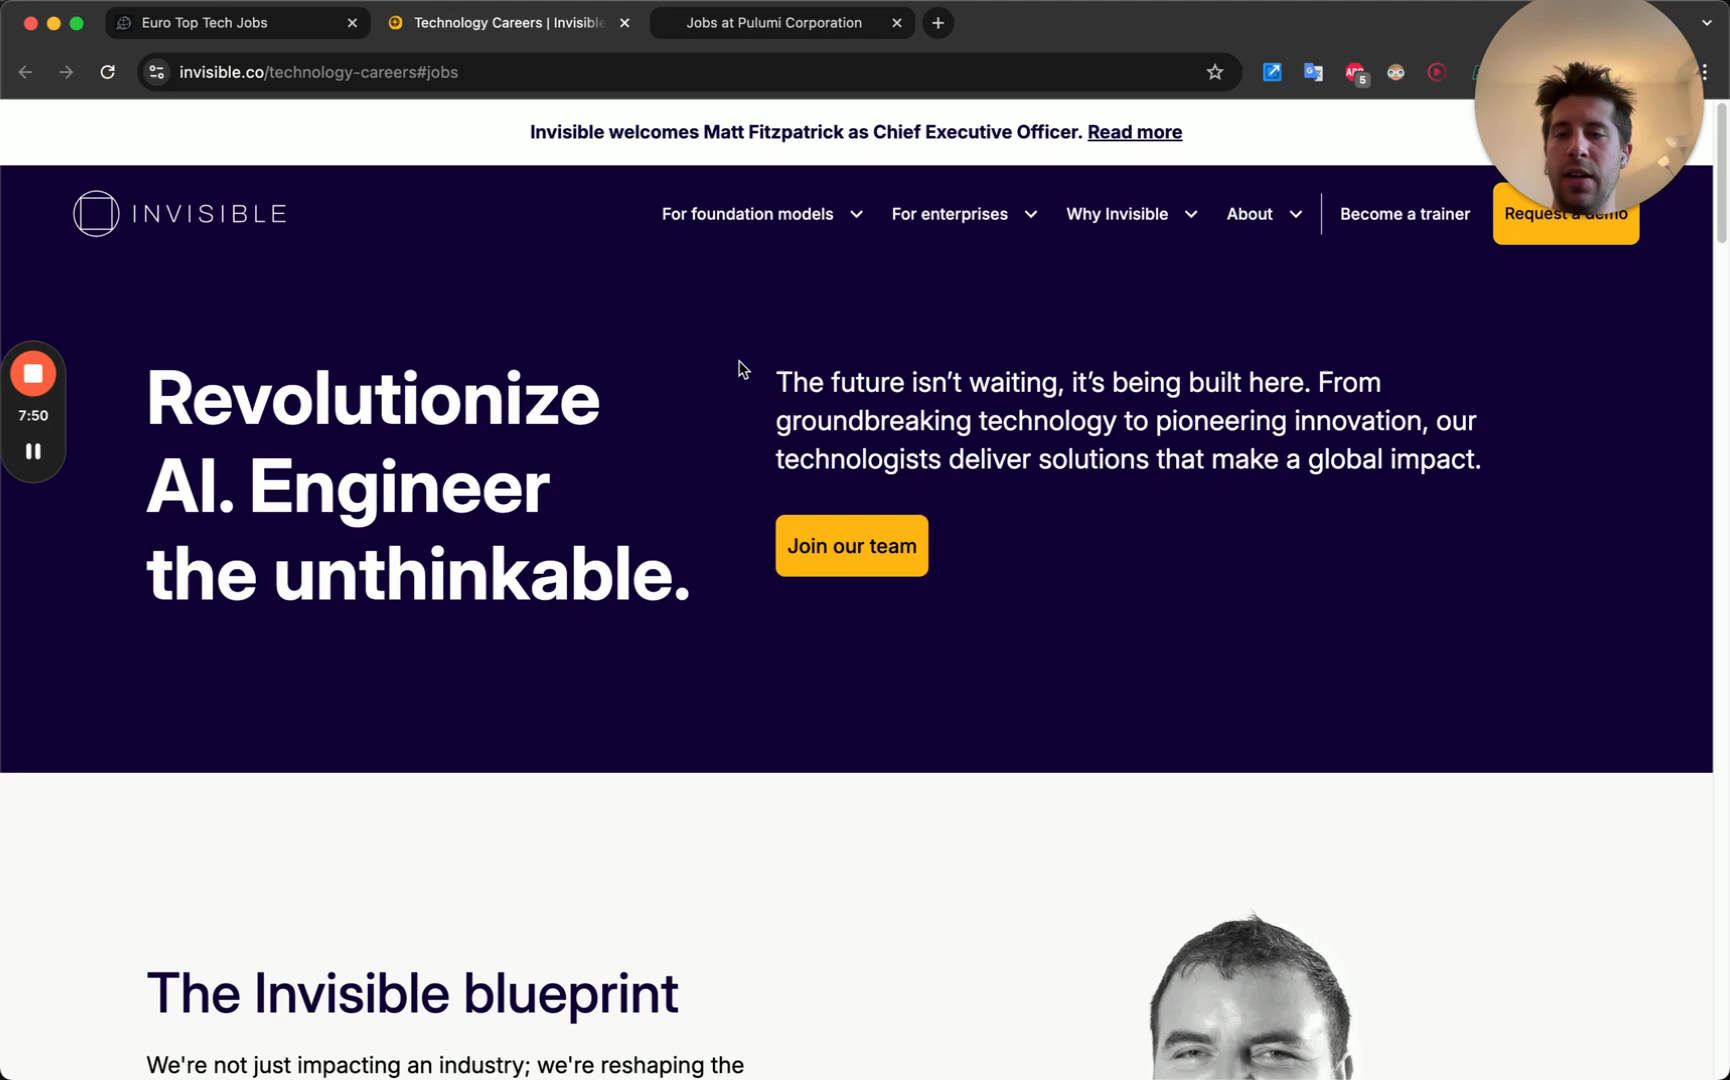 Euro Top Tech Jobs
Technology Careers | Invisible
Jobs at Pulumi Corporation
invisible.co/technology-careers#jobs
5
Invisible welcomes Matt Fitzpatrick as Chief Executive Officer. Read more
INVISIBLE
For foundation models
For enterprises
Why Invisible
About
Become a trainer
Request a demo
7:50
Revolutionize
AI. Engineer
the unthinkable.
The future isn’t waiting, it’s being built here. From
groundbreaking technology to pioneering innovation, our
technologists deliver solutions that make a global impact.
Join our team
The Invisible blueprint
We're not just impacting an industry; we're reshaping the